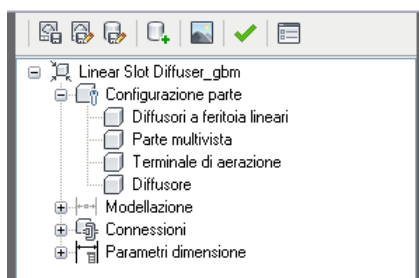 Linear Slot Diffuser_gbm
Configurazione parte
Diffusori a feritoia lineari
Parte multivista
Terminale di aerazione
Diffusore
Modellazione
Connessioni
Parametri dimensione